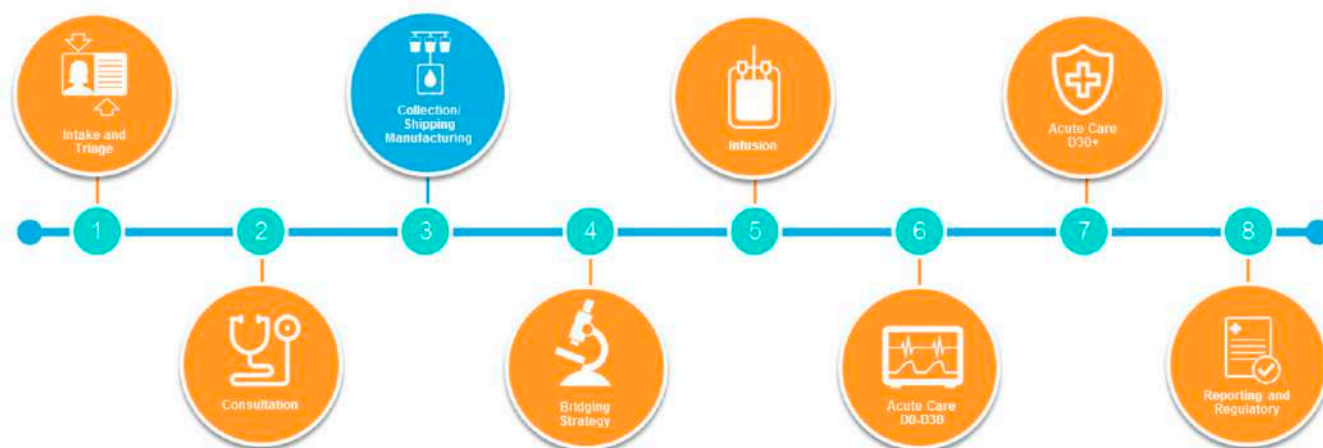 Intake and
Triage
Collection/
Shipping
Manufacturing
Infusion
Acute Care
D30+
1
2
3
4
5
6
7
8
Consultation
Bridging
Strategy
Acute Care
D0-D30
Reporting and
Regulatory